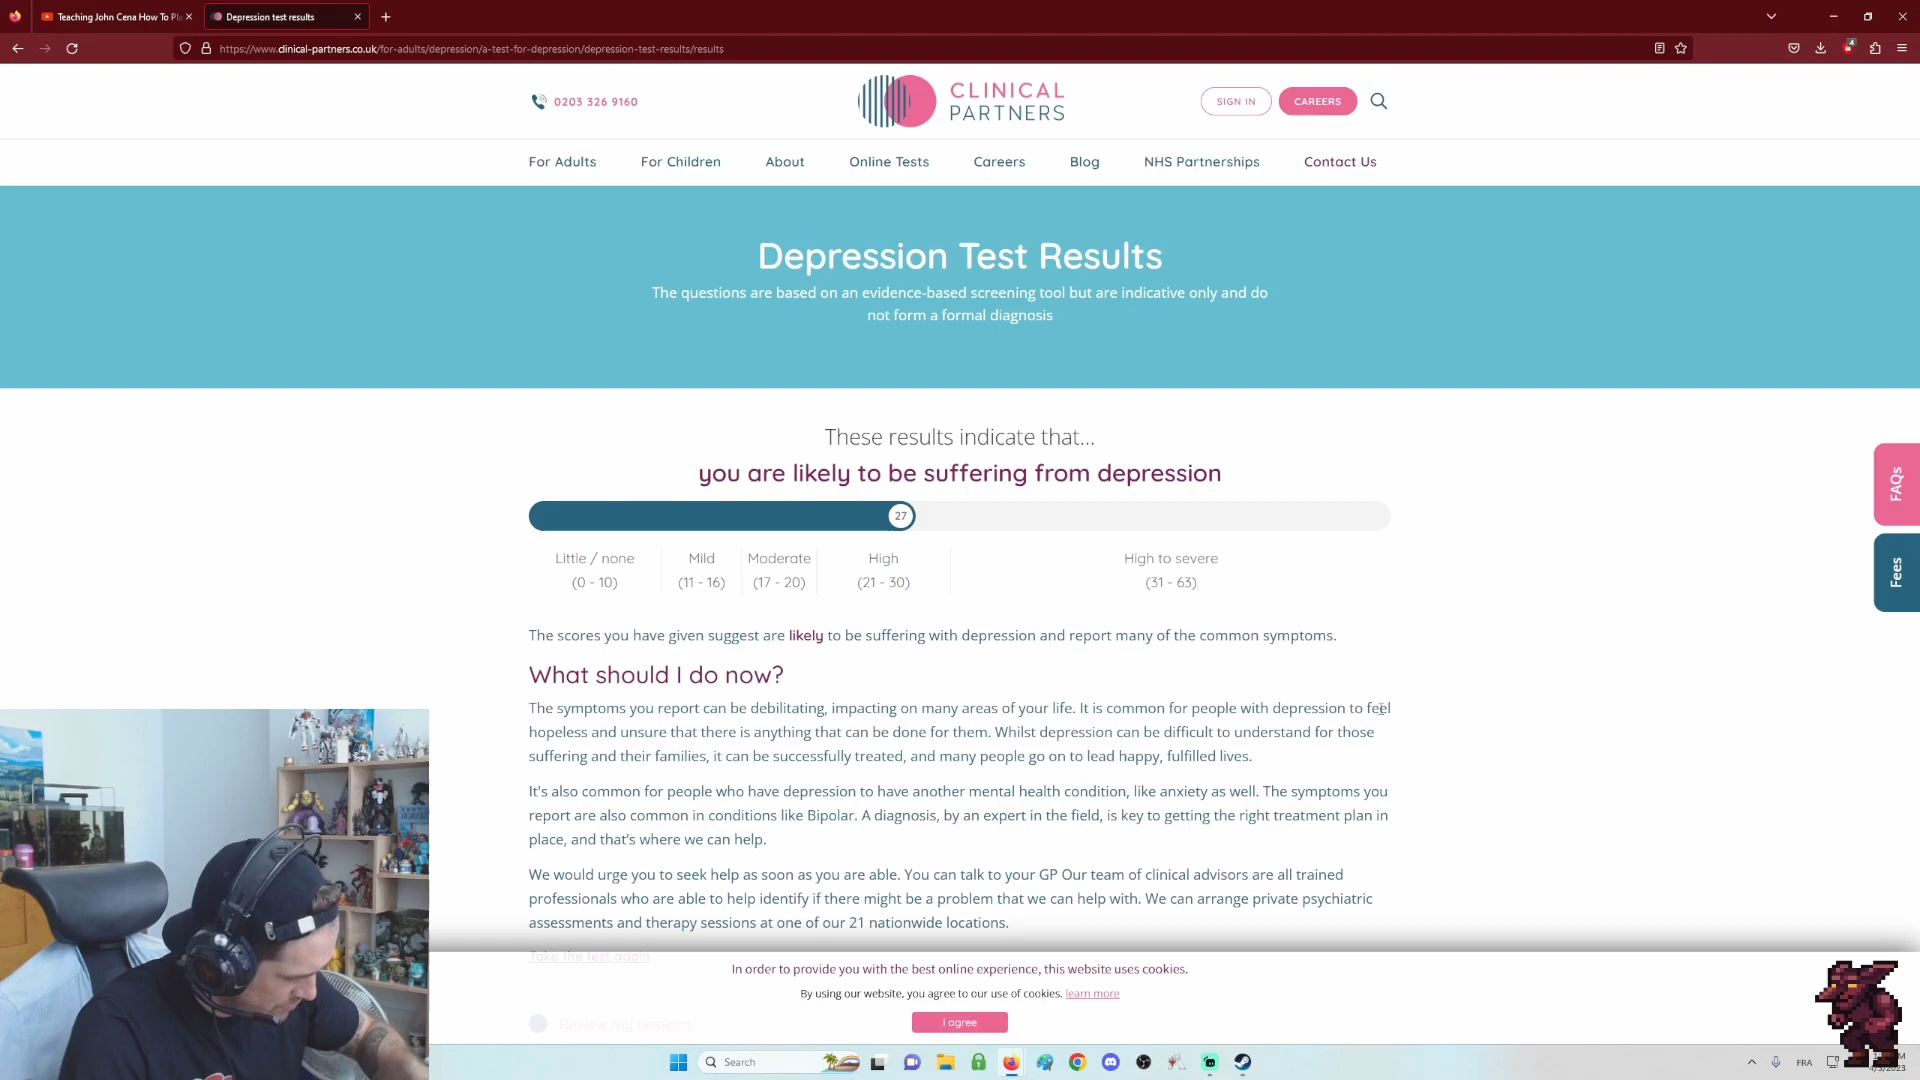 Teaching John Cena How To Pl
Depression test results
https://www.clinical-partners.co.uk/for-adults/depression/a-test-for-depression/depression-test-results/results
4
0203 326 9160
CLINICAL
PARTNERS
SIGN IN
CAREERS
For Adults
For Children
About
Online Tests
Careers
Blog
NHS Partnerships
Contact Us
Depression Test Results
The questions are based on an evidence-based screening tool but are indicative only and do
not form a formal diagnosis
These results indicate that...
you are likely to be suffering from depression
27
Little / none
Mild
Moderate
High
High to severe
(0 - 10)
(11 - 16)
(17 - 20)
(21 - 30)
(31 - 63)
FAQs
Fees
The scores you have given suggest are likely to be suffering with depression and report many of the common symptoms.
What should I do now?
The symptoms you report can be debilitating, impacting on many areas of your life. It is common for people with depression to feel
hopeless and unsure that there is anything that can be done for them. Whilst depression can be difficult to understand for those
suffering and their families, it can be successfully treated, and many people go on to lead happy, fulfilled lives.
It's also common for people who have depression to have another mental health condition, like anxiety as well. The symptoms you
report are also common in conditions like Bipolar. A diagnosis, by an expert in the field, is key to getting the right treatment plan in
place, and that's where we can help.
We would urge you to seek help as soon as you are able. You can talk to your GP Our team of clinical advisors are all trained
professionals who are able to help identify if there might be a problem that we can help with. We can arrange private psychiatric
assessments and therapy sessions at one of our 21 nationwide locations.
Take the test again
In order to provide you with the best online experience, this website uses cookies.
By using our website, you agree to our use of cookies. learn more
I agree
Review my answers
Search
FRA